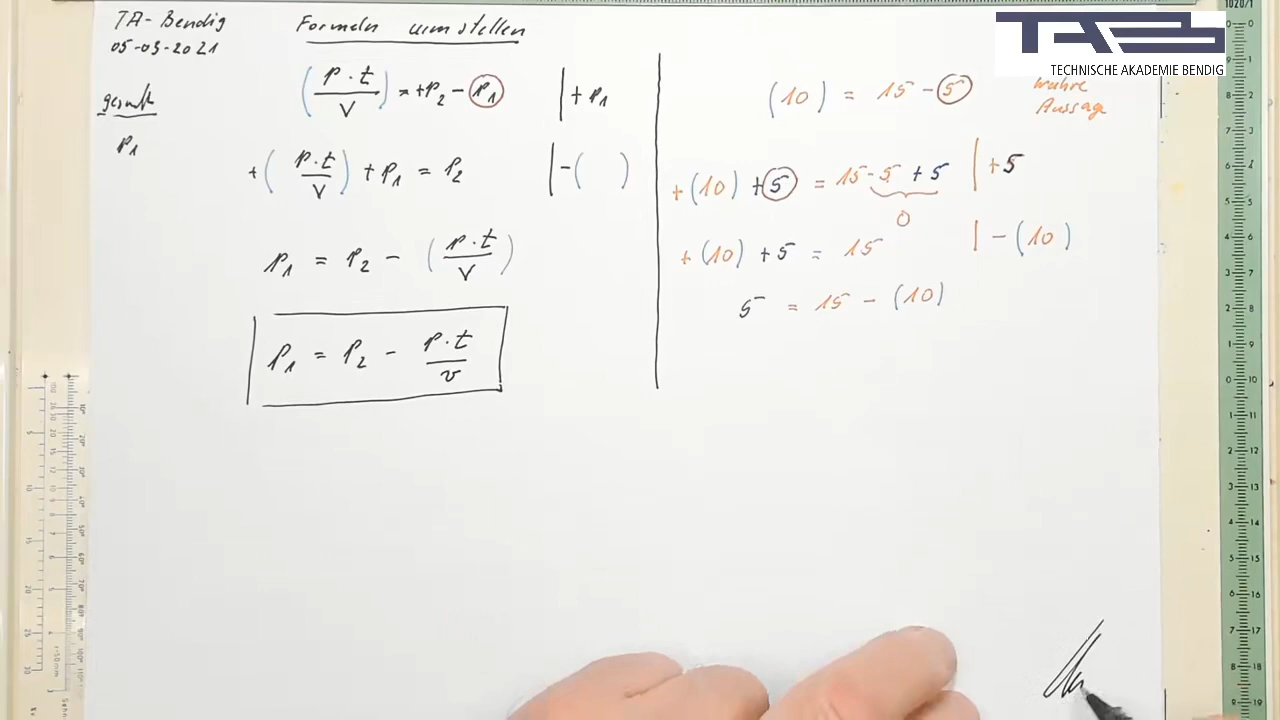 TA-Bendig
05-03-2021
Formeln umstellen
TECHNISCHE AKADEMIE BENDIG
gesucht
P1
(p·t/V) = +P2 - P1 | + P1
+(p·t/V) + P1 = P2 | -( )
P1 = P2 - (p·t/V)
P1 = P2 - p·t/v
(10) = 15 - 5
wahre
Aussage
+(10) +5 = 15 - 5 + 5 | +5
0
+(10) +5 = 15 | - (10)
5 = 15 - (10)
1020/1